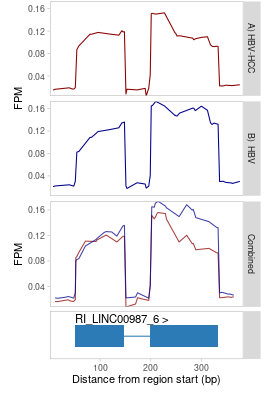 0.16
0.12
0.08
0.04
A) HBV-HCC
FPM
0.16
0.12
0.08
0.04
B) HBV
0.16
0.12
0.08
0.04
FPM
Combined
RI_LINC00987_6 >
100
200
300
Distance from region start (bp)